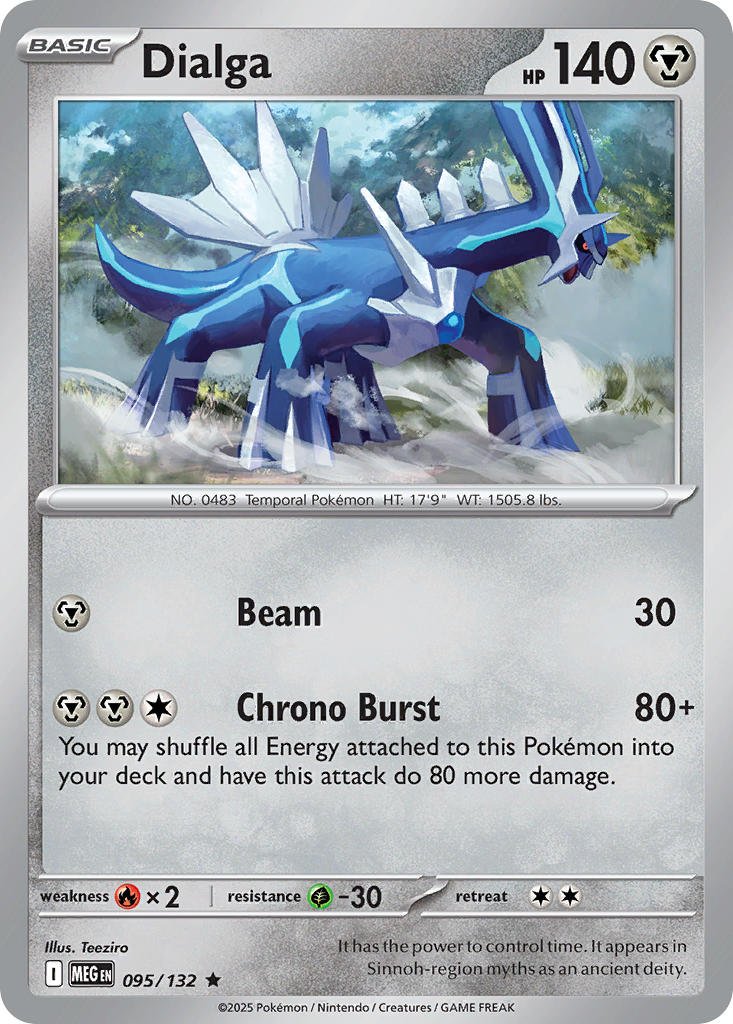 BASIC
Dialga
HP 140
NO. 0483 Temporal Pokémon HT: 17'9" WT: 1505.8 lbs.
Beam 30
Chrono Burst 80+
You may shuffle all Energy attached to this Pokémon into
your deck and have this attack do 80 more damage.
weakness ×2 resistance -30 retreat
Illus. Teeziro
It has the power to control time. It appears in
Sinnoh-region myths as an ancient deity.
I MEG EN 095/132 ★
©2025 Pokémon / Nintendo / Creatures / GAME FREAK